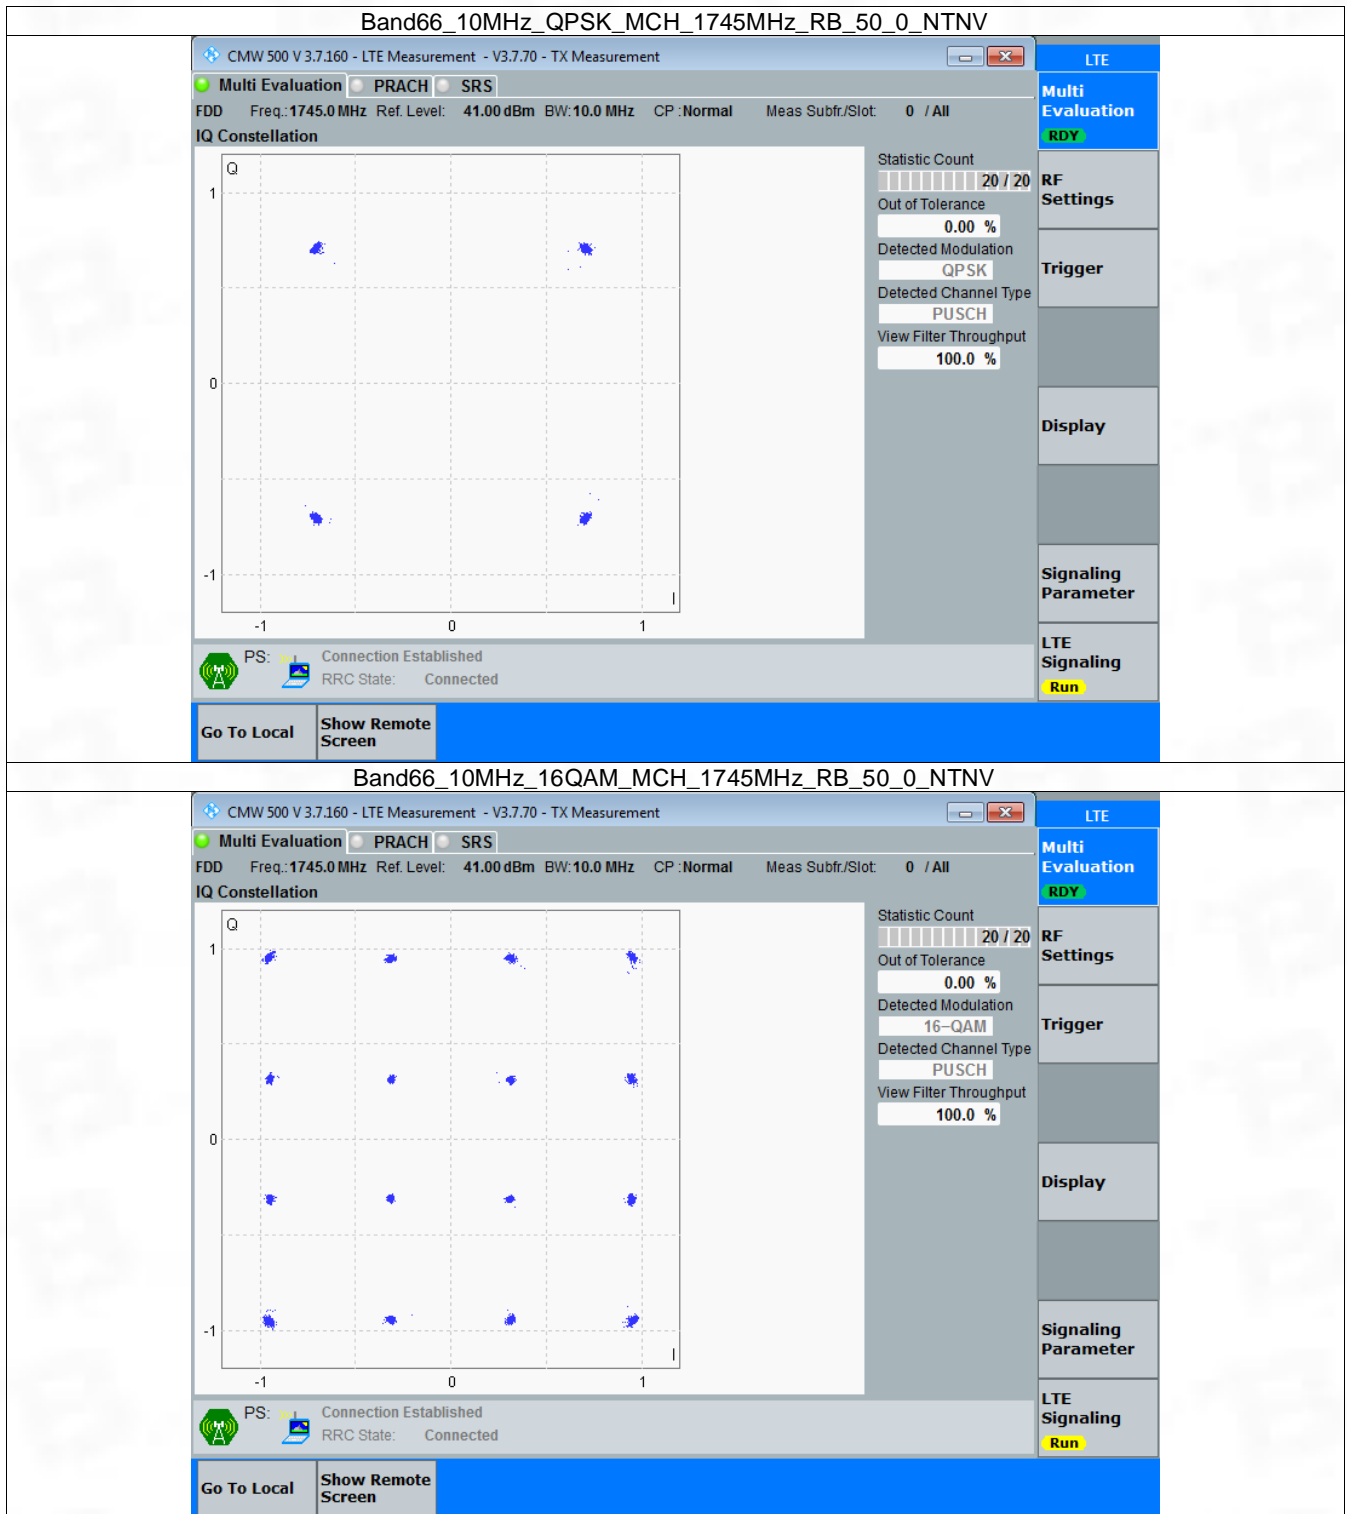 Band66_10MHz_QPSK_MCH_1745MHz_RB_50_0_NTNV
CMW 500 V 3.7.160 - LTE Measurement - V3.7.70 - TX Measurement
LTE
Multi Evaluation PRACH SRS
Multi
Evaluation
RDY
FDD Freq.: 1745.0 MHz Ref. Level: 41.00 dBm BW: 10.0 MHz CP : Normal Meas Subfr./Slot: 0 / All
IQ Constellation
Q
1
0
-1
I
-1 0 1
Statistic Count
20 / 20
Out of Tolerance
0.00 %
Detected Modulation
QPSK
Detected Channel Type
PUSCH
View Filter Throughput
100.0 %
RF
Settings
Trigger
Display
Signaling
Parameter
LTE
Signaling
Run
PS: Connection Established
RRC State: Connected
Go To Local
Show Remote
Screen
Band66_10MHz_16QAM_MCH_1745MHz_RB_50_0_NTNV
CMW 500 V 3.7.160 - LTE Measurement - V3.7.70 - TX Measurement
LTE
Multi Evaluation PRACH SRS
Multi
Evaluation
RDY
FDD Freq.: 1745.0 MHz Ref. Level: 41.00 dBm BW: 10.0 MHz CP : Normal Meas Subfr./Slot: 0 / All
IQ Constellation
Q
1
0
-1
I
-1 0 1
Statistic Count
20 / 20
Out of Tolerance
0.00 %
Detected Modulation
16-QAM
Detected Channel Type
PUSCH
View Filter Throughput
100.0 %
RF
Settings
Trigger
Display
Signaling
Parameter
LTE
Signaling
Run
PS: Connection Established
RRC State: Connected
Go To Local
Show Remote
Screen